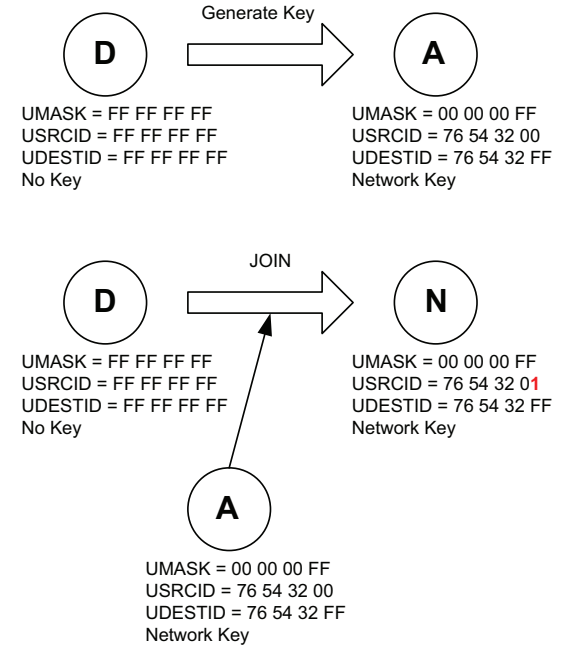 Generate Key
D
A
UMASK = FF FF FF FF
USRCID = FF FF FF FF
UDESTID = FF FF FF FF
No Key
UMASK = 00 00 00 FF
USRCID = 76 54 32 00
UDESTID = 76 54 32 FF
Network Key
JOIN
D
N
UMASK = FF FF FF FF
USRCID = FF FF FF FF
UDESTID = FF FF FF FF
No Key
UMASK = 00 00 00 FF
USRCID = 76 54 32 01
UDESTID = 76 54 32 FF
Network Key
A
UMASK = 00 00 00 FF
USRCID = 76 54 32 00
UDESTID = 76 54 32 FF
Network Key